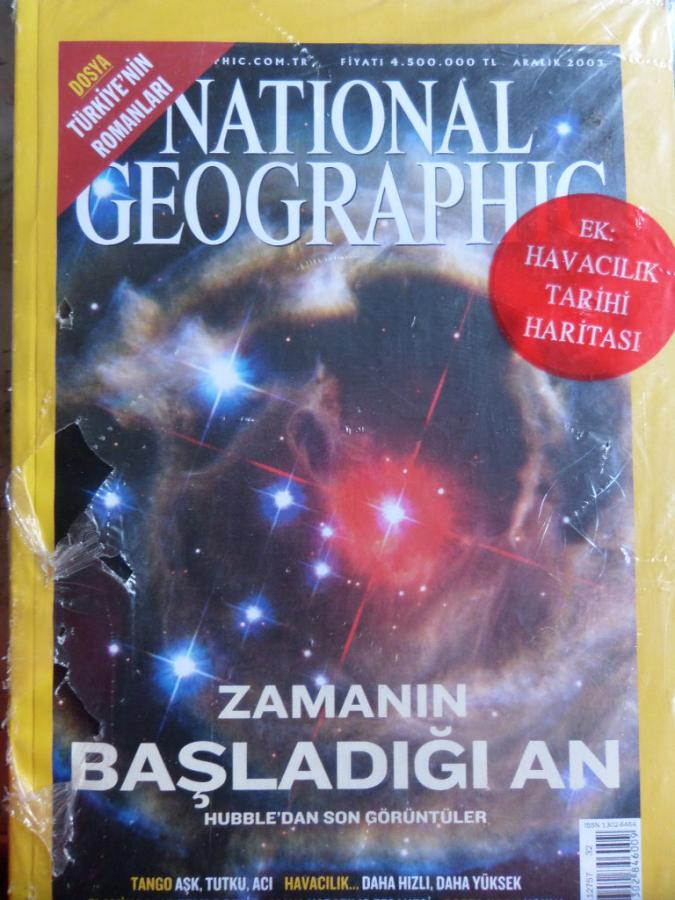 DOSYA
TÜRKİYE'NİN
ROMANLARI
PHIC.COM.TR FİYATI 4.500.000 TL ARALIK 2003
NATIONAL
GEOGRAPHIC
EK:
HAVACILIK
TARİHİ
HARİTASI
ZAMANIN
BAŞLADIĞI AN
HUBBLE'DAN SON GÖRÜNTÜLER
ISSN 1302-8464
TANGO AŞK, TUTKU, ACI HAVACILIK... DAHA HIZLI, DAHA YÜKSEK